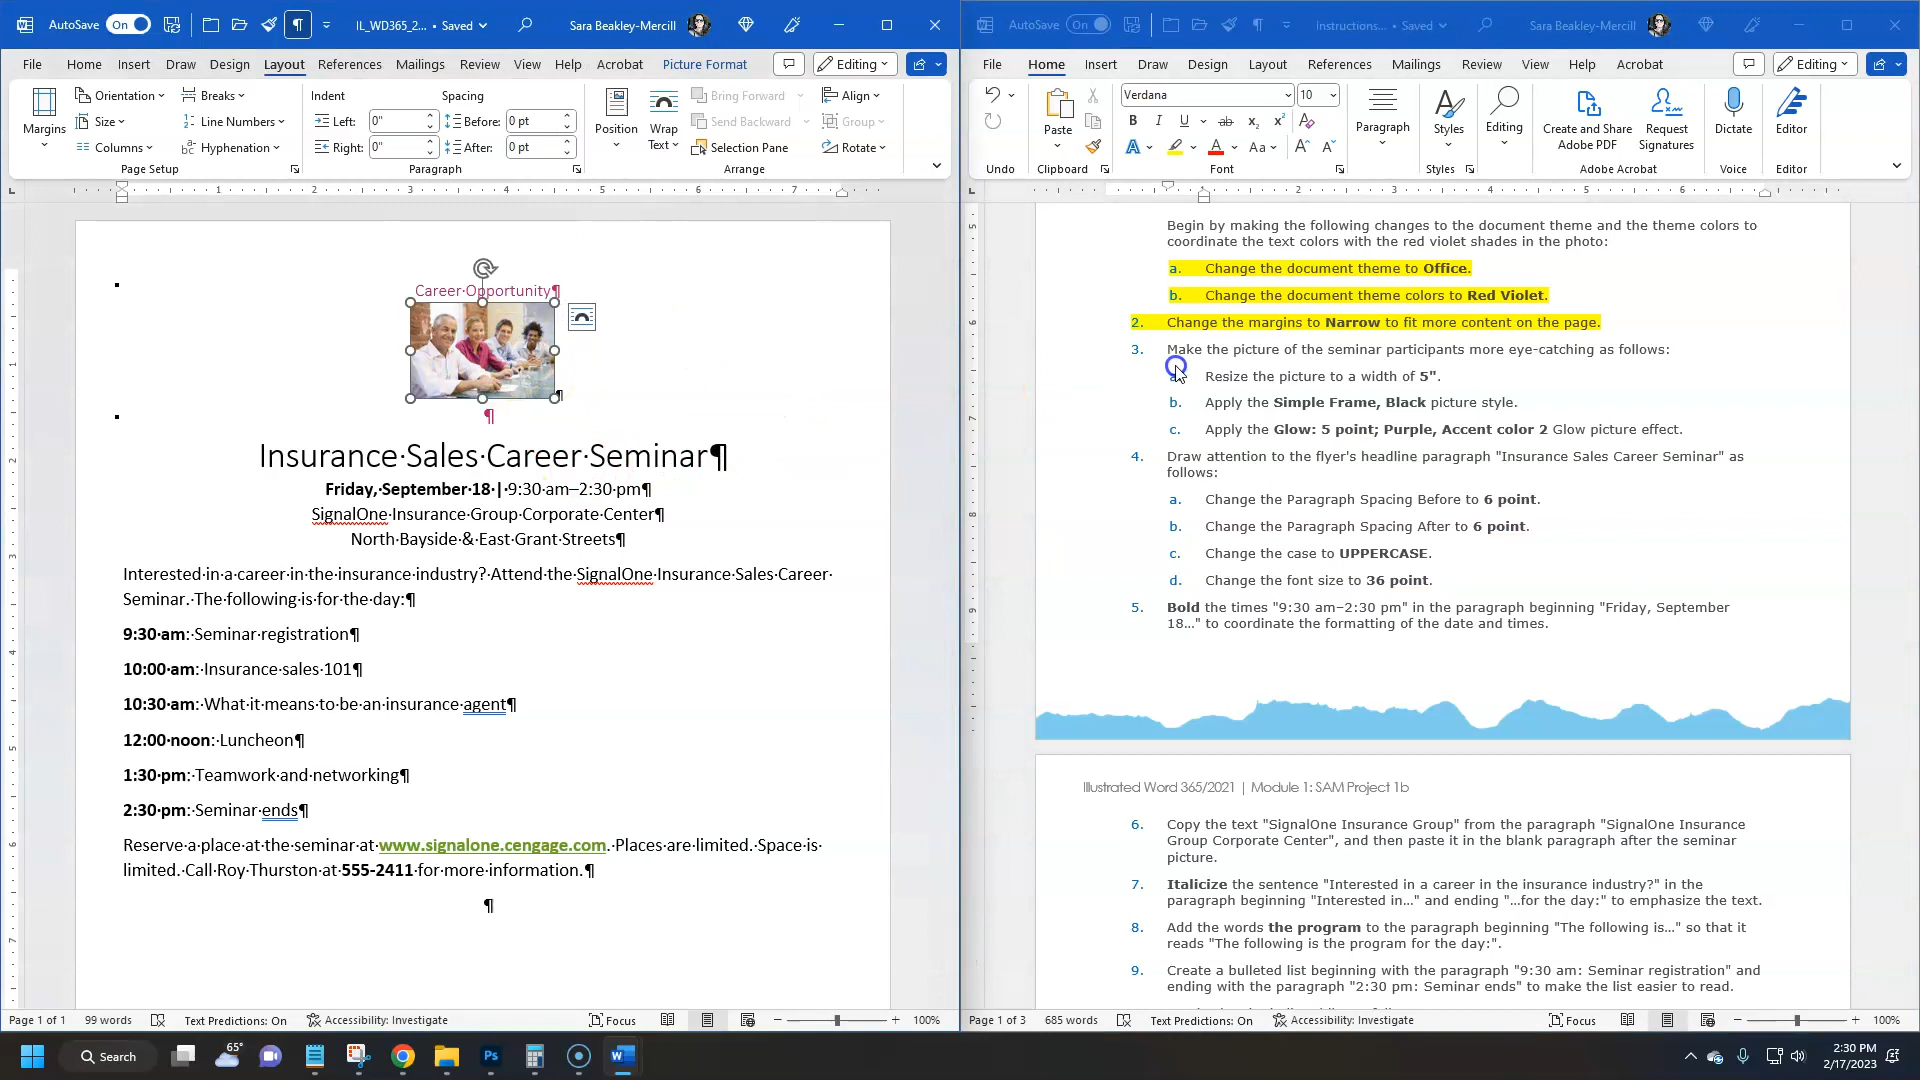 AutoSave On IL_WD365_2... • Saved Sara Beakley-Mercill
File Home Insert Draw Design Layout References Mailings Review View Help Acrobat Picture Format Editing
Margins Orientation Breaks Indent Spacing Position Wrap Text Bring Forward Align
Size Line Numbers Left: 0" Before: 0 pt Send Backward Group
Columns Hyphenation Right: 0" After: 0 pt Selection Pane Rotate
Page Setup Paragraph Arrange
Career·Opportunity¶
¶
¶
Insurance·Sales·Career·Seminar¶
Friday,·September·18·|·9:30·am–2:30·pm¶
SignalOne·Insurance·Group·Corporate·Center¶
North·Bayside·&·East·Grant·Streets¶
Interested·in·a·career·in·the·insurance·industry?·Attend·the·SignalOne·Insurance·Sales·Career·
Seminar.·The·following·is·for·the·day:¶
9:30·am:·Seminar·registration¶
10:00·am:·Insurance·sales·101¶
10:30·am:·What·it·means·to·be·an·insurance·agent¶
12:00·noon:·Luncheon¶
1:30·pm:·Teamwork·and·networking¶
2:30·pm:·Seminar·ends¶
Reserve·a·place·at·the·seminar·at·www.signalone.cengage.com.·Places·are·limited.·Space·is·
limited.·Call·Roy·Thurston·at·555-2411·for·more·information.¶
¶
Page 1 of 1 99 words Text Predictions: On Accessibility: Investigate Focus 100%
AutoSave On Instructions... • Saved Sara Beakley-Mercill
File Home Insert Draw Design Layout References Mailings Review View Help Acrobat Editing
Verdana 10
Paste Paragraph Styles Editing Create and Share Adobe PDF Request Signatures Dictate Editor
Undo Clipboard Font Styles Adobe Acrobat Voice Editor
Begin by making the following changes to the document theme and the theme colors to
coordinate the text colors with the red violet shades in the photo:
a. Change the document theme to Office.
b. Change the document theme colors to Red Violet.
2. Change the margins to Narrow to fit more content on the page.
3. Make the picture of the seminar participants more eye-catching as follows:
a. Resize the picture to a width of 5".
b. Apply the Simple Frame, Black picture style.
c. Apply the Glow: 5 point; Purple, Accent color 2 Glow picture effect.
4. Draw attention to the flyer's headline paragraph "Insurance Sales Career Seminar" as
follows:
a. Change the Paragraph Spacing Before to 6 point.
b. Change the Paragraph Spacing After to 6 point.
c. Change the case to UPPERCASE.
d. Change the font size to 36 point.
5. Bold the times "9:30 am–2:30 pm" in the paragraph beginning "Friday, September
18..." to coordinate the formatting of the date and times.
Illustrated Word 365/2021 | Module 1: SAM Project 1b
6. Copy the text "SignalOne Insurance Group" from the paragraph "SignalOne Insurance
Group Corporate Center", and then paste it in the blank paragraph after the seminar
picture.
7. Italicize the sentence "Interested in a career in the insurance industry?" in the
paragraph beginning "Interested in..." and ending "...for the day:" to emphasize the text.
8. Add the words the program to the paragraph beginning "The following is..." so that it
reads "The following is the program for the day:".
9. Create a bulleted list beginning with the paragraph "9:30 am: Seminar registration" and
ending with the paragraph "2:30 pm: Seminar ends" to make the list easier to read.
Page 1 of 3 685 words Text Predictions: On Accessibility: Investigate Focus 100%
65° Search 2:30 PM
2/17/2023